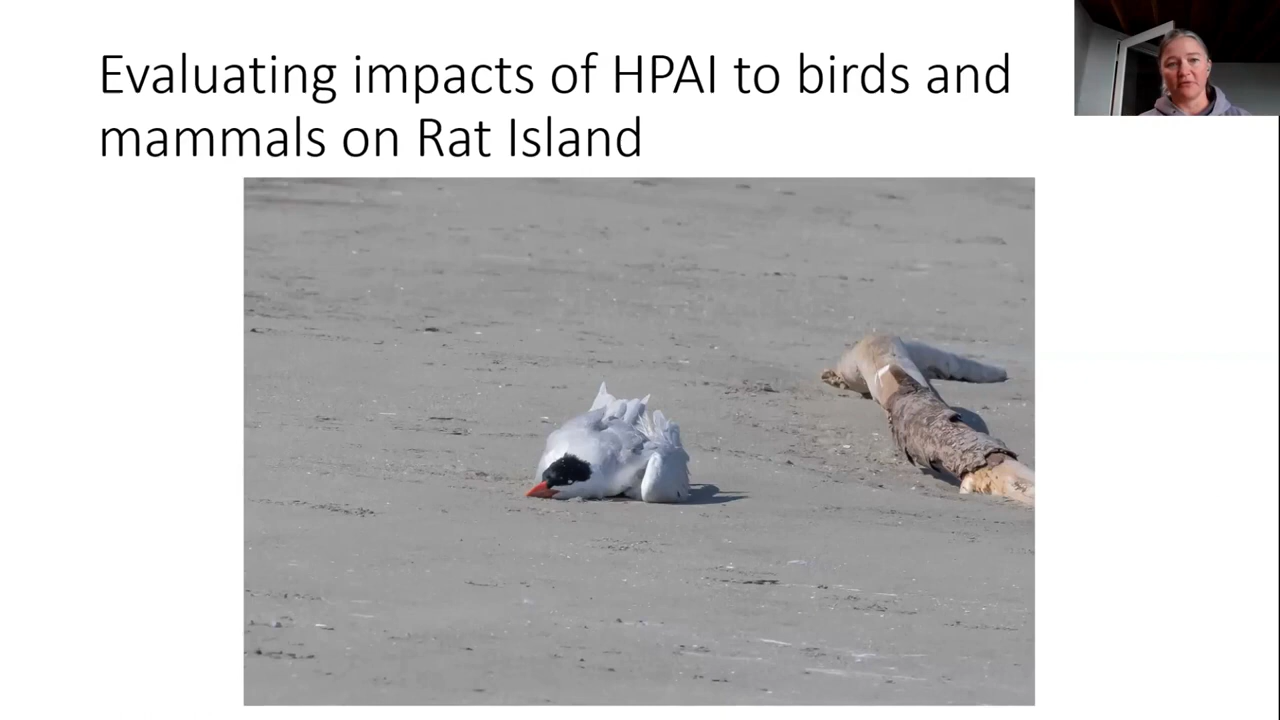 Evaluating impacts of HPAI to birds and
mammals on Rat Island